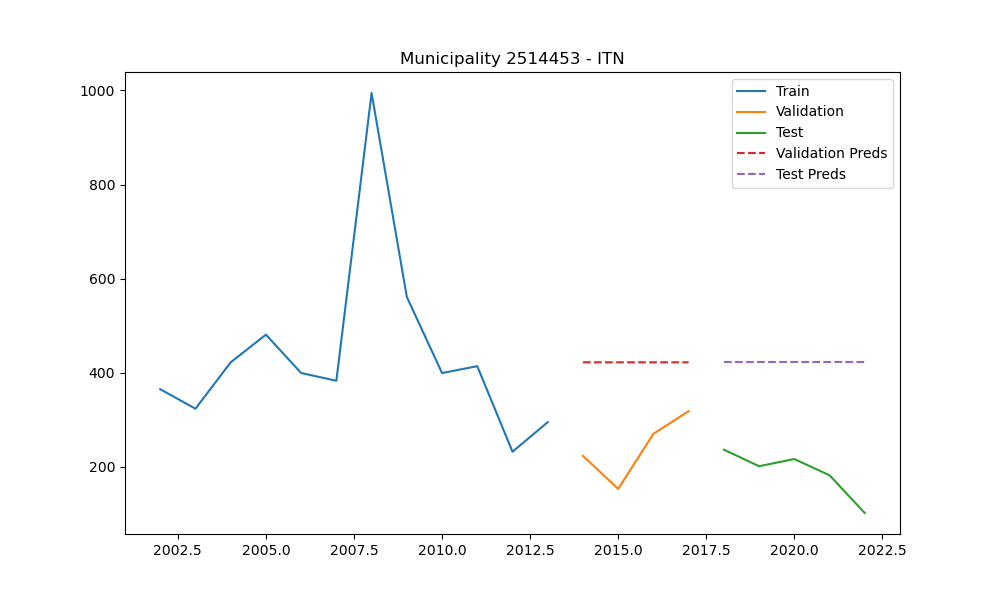 Municipality 2514453 - ITN
1000
800
600
400
200
2002.5 2005.0 2007.5 2010.0 2012.5 2015.0 2017.5 2020.0 2022.5
Train
Validation
Test
Validation Preds
Test Preds